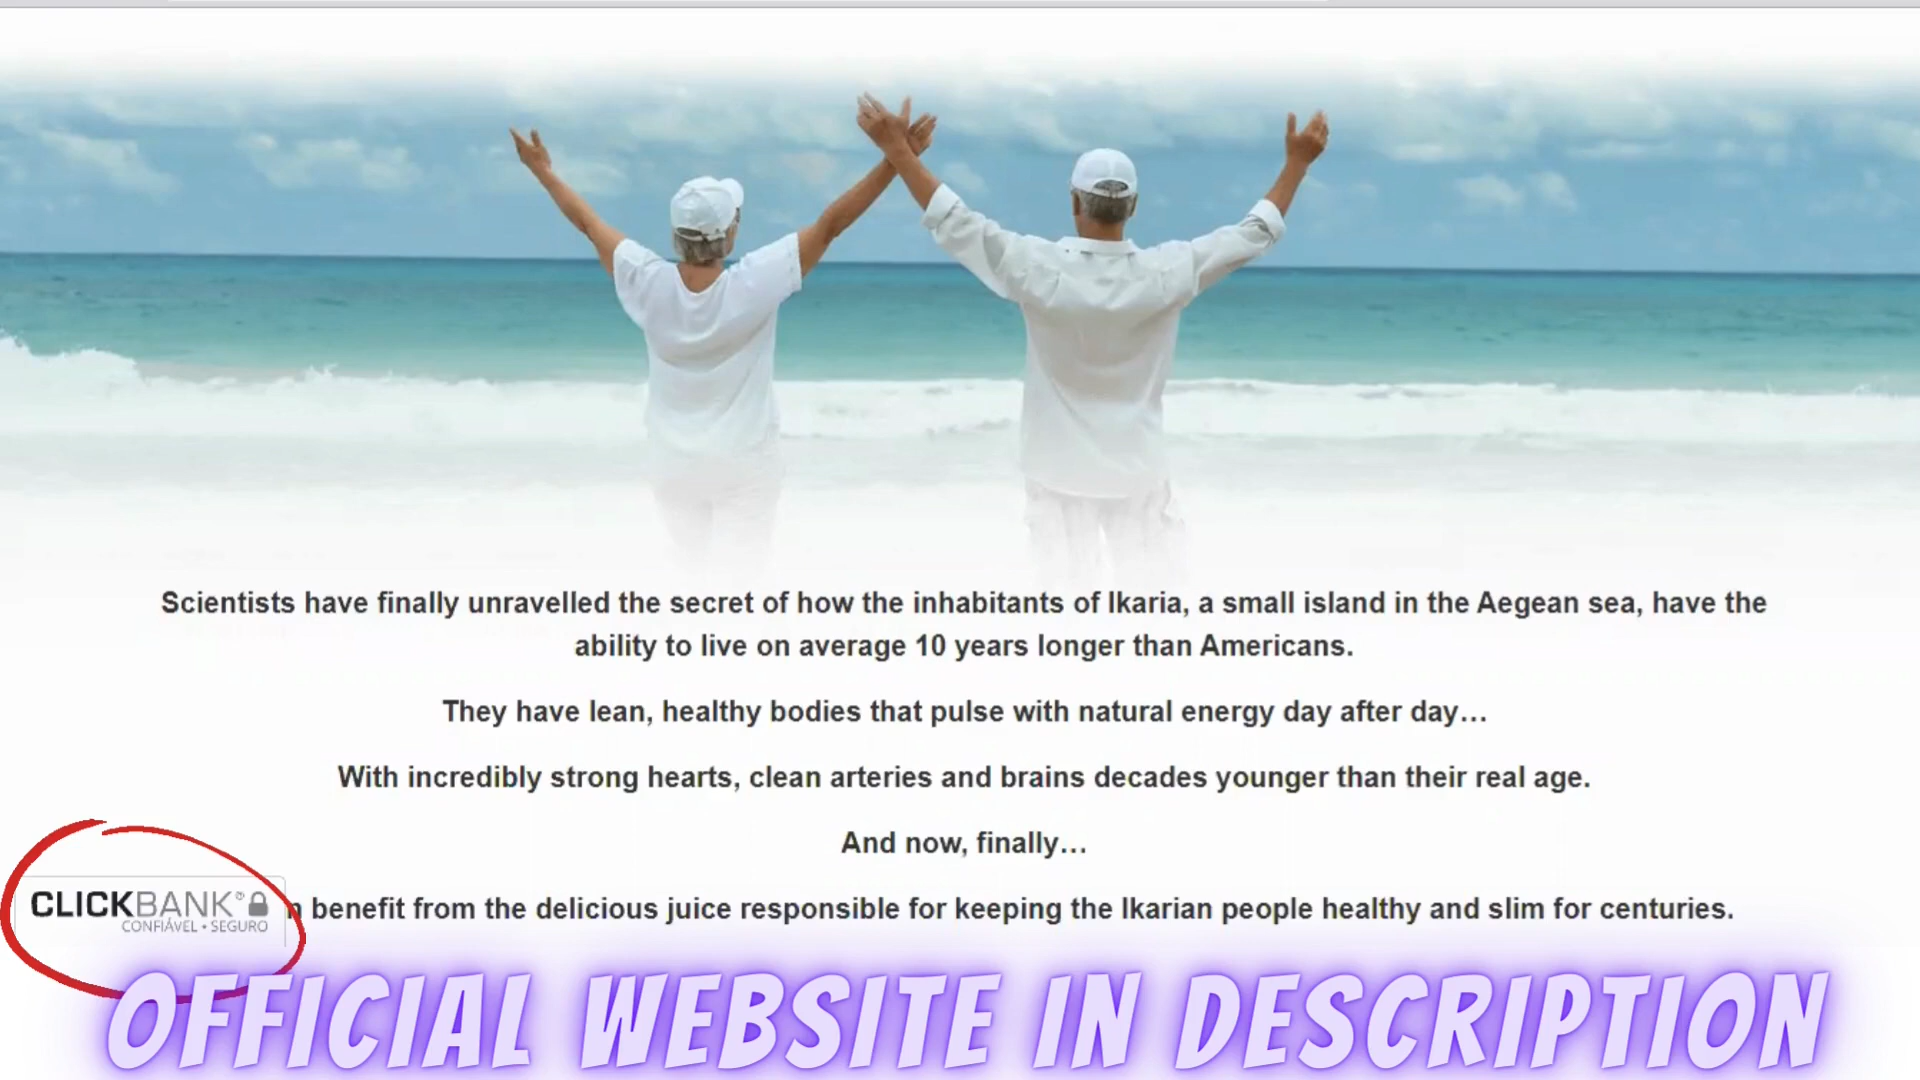 Scientists have finally unravelled the secret of how the inhabitants of Ikaria, a small island in the Aegean sea, have the
ability to live on average 10 years longer than Americans.
They have lean, healthy bodies that pulse with natural energy day after day…
With incredibly strong hearts, clean arteries and brains decades younger than their real age.
And now, finally…
CLICKBANK®
CONFIÁVEL • SEGURO
benefit from the delicious juice responsible for keeping the Ikarian people healthy and slim for centuries.
OFFICIAL WEBSITE IN DESCRIPTION